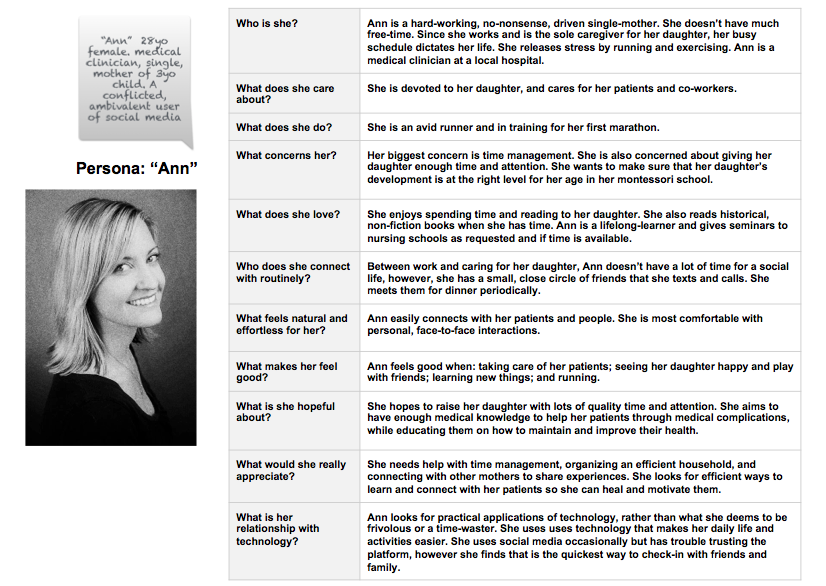 “Ann” 28yo
female. medical
clinician, single,
mother of 3yo
child. A
conflicted,
ambivalent user
of social media
Persona: “Ann”
Who is she?
Ann is a hard-working, no-nonsense, driven single-mother. She doesn’t have much
free-time. Since she works and is the sole caregiver for her daughter, her busy
schedule dictates her life. She releases stress by running and exercising. Ann is a
medical clinician at a local hospital.
What does she care
about?
She is devoted to her daughter, and cares for her patients and co-workers.
What does she do?
She is an avid runner and in training for her first marathon.
What concerns her?
Her biggest concern is time management. She is also concerned about giving her
daughter enough time and attention. She wants to make sure that her daughter’s
development is at the right level for her age in her montessori school.
What does she love?
She enjoys spending time and reading to her daughter. She also reads historical,
non-fiction books when she has time. Ann is a lifelong-learner and gives seminars to
nursing schools as requested and if time is available.
Who does she connect
with routinely?
Between work and caring for her daughter, Ann doesn’t have a lot of time for a social
life, however, she has a small, close circle of friends that she texts and calls. She
meets them for dinner periodically.
What feels natural and
effortless for her?
Ann easily connects with her patients and people. She is most comfortable with
personal, face-to-face interactions.
What makes her feel
good?
Ann feels good when: taking care of her patients; seeing her daughter happy and play
with friends; learning new things; and running.
What is she hopeful
about?
She hopes to raise her daughter with lots of quality time and attention. She aims to
have enough medical knowledge to help her patients through medical complications,
while educating them on how to maintain and improve their health.
What would she really
appreciate?
She needs help with time management, organizing an efficient household, and
connecting with other mothers to share experiences. She looks for efficient ways to
learn and connect with her patients so she can heal and motivate them.
What is her
relationship with
technology?
Ann looks for practical applications of technology, rather than what she deems to be
frivolous or a time-waster. She uses uses technology that makes her daily life and
activities easier. She uses social media occasionally but has trouble trusting the
platform, however she finds that is the quickest way to check-in with friends and
family.